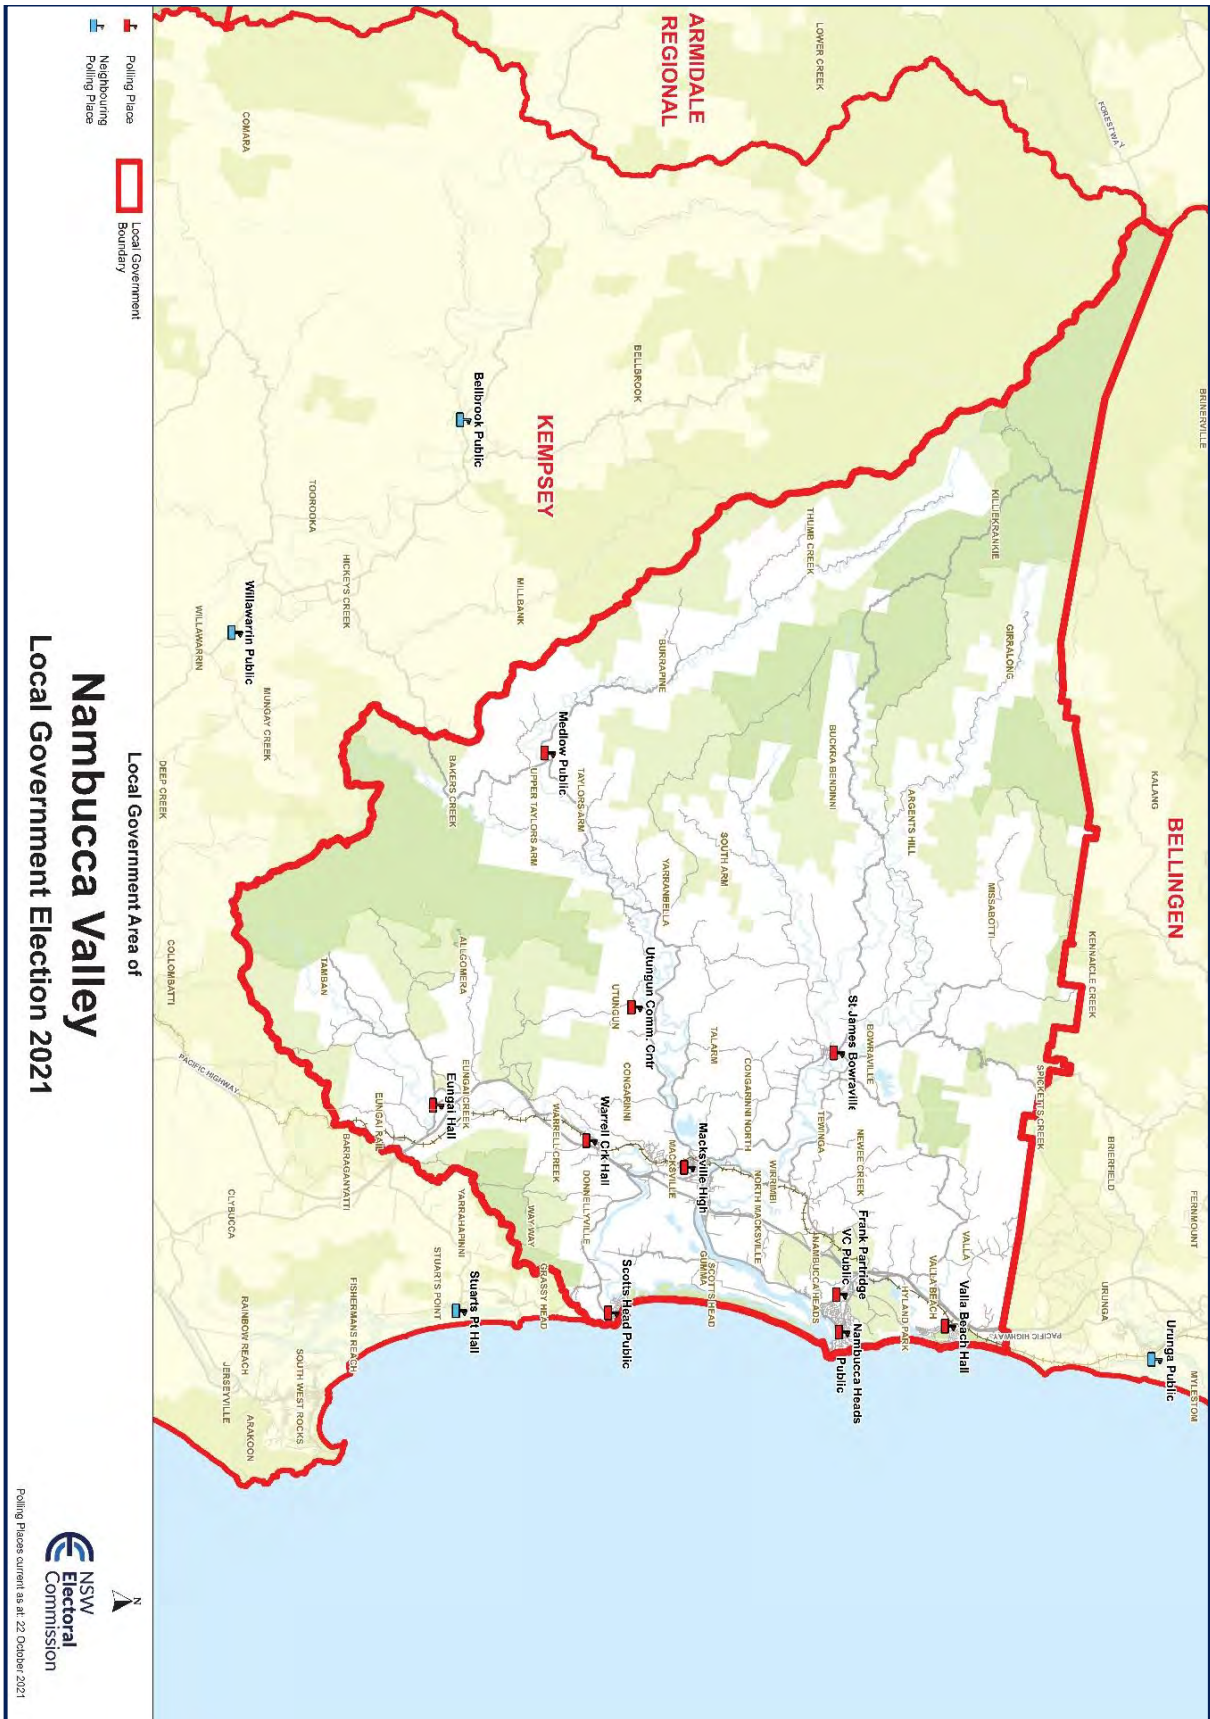 BRINERVILLE
FERNMOUNT
MYLESTOM
BELLINGEN
Urunga Public
KALANG
FOREST WAY
BRIERFIELD
URUNGA
KENNAICLE CREEK
SPICKETTS CREEK
PACIFIC HIGHWAY
GIRRALONG
KILLIEKRANKIE
MISSABOTTI
VALLA
Valla Beach Hall
VALLA BEACH
ARGENTS HILL
HYLAND PARK
BOWRAVILLE
NEWEE CREEK
Frank Partridge
VC Public
Nambucca Heads
Public
St James Bowraville
BUCKRA BENDINNI
TEWINGA
LOWER CREEK
THUMB CREEK
NAMBUCCA HEADS
WIRRIMBI
NORTH MACKSVILLE
CONGARINNI NORTH
SOUTH ARM
TALARM
SCOTTS HEAD
GUMMA
Macksville High
MACKSVILLE
ARMIDALE
REGIONAL
BURRAPINE
YARRANBELLA
Utungun Comm. Cntr
UTUNGUN
CONGARINNI
Scotts Head Public
BELLBROOK
Warrell Crk Hall
DONNELLYVILLE
TAYLORS ARM
Medlow Public
WARRELL CREEK
KEMPSEY
UPPER TAYLORS ARM
WAY WAY
GRASSY HEAD
MILLBANK
Bellbrook Public
Stuarts Pt Hall
ALLGOMERA
EUNGAI CREEK
YARRAHAPINNI
Eungai Hall
BAKERS CREEK
STUARTS POINT
EUNGAI RAIL
FISHERMANS REACH
HICKEYS CREEK
BARRAGANYATTI
TAMBAN
TOOROOKA
SOUTH WEST ROCKS
MUNGAY CREEK
Willawarrin Public
COMARA
RAINBOW REACH
ARAKOON
CLYBUCCA
JERSEYVILLE
PACIFIC HIGHWAY
WILLAWARRIN
COLLOMBATTI
DEEP CREEK
Polling Place
Neighbouring
Polling Place
Local Government
Boundary
Local Government Area of
Nambucca Valley
Local Government Election 2021
N
NSW
Electoral
Commission
Polling Places current as at: 22 October 2021